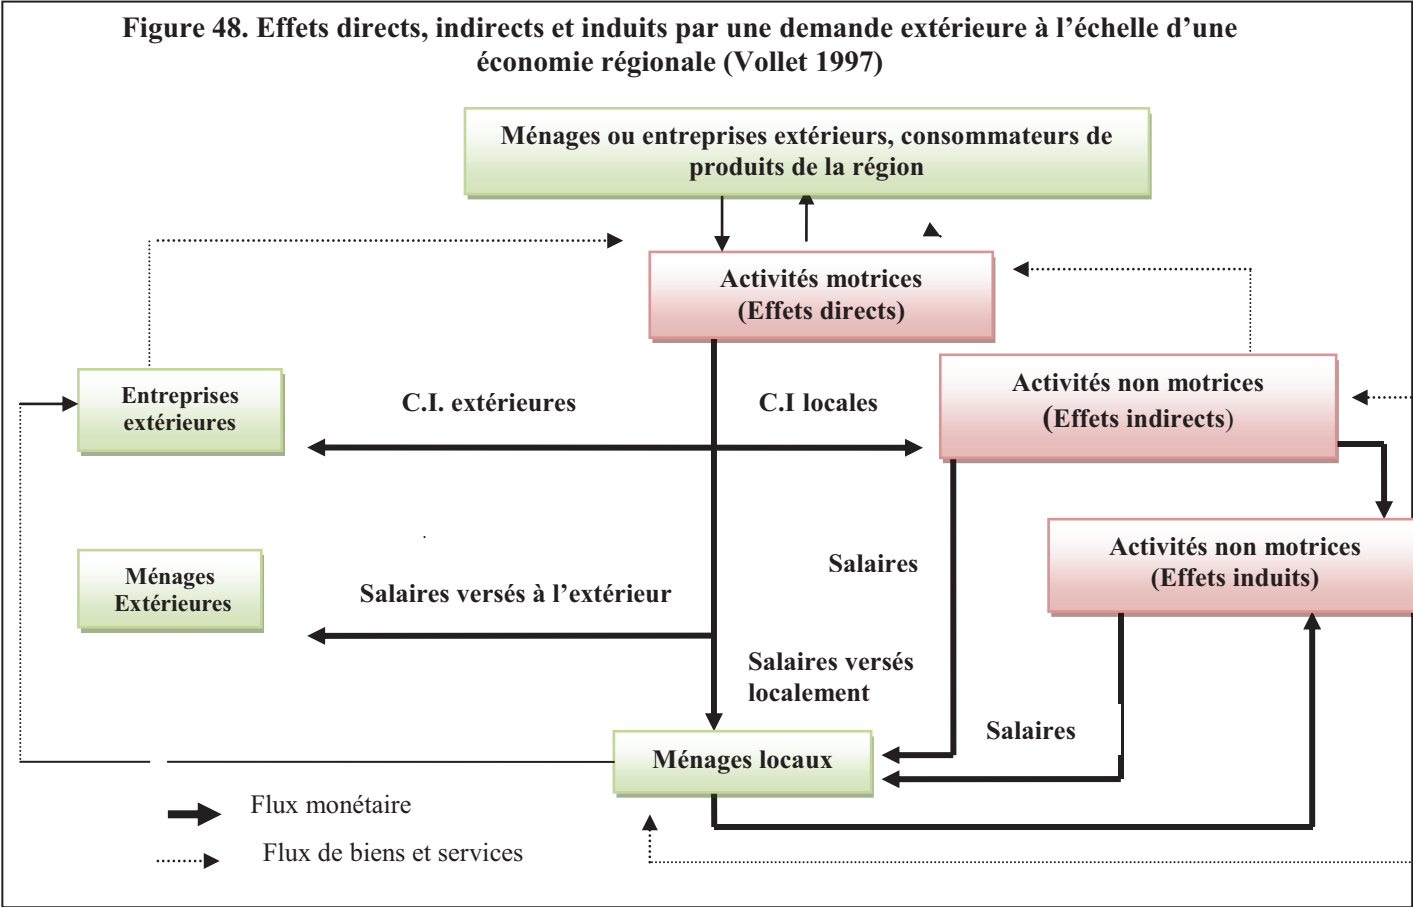 Figure 48. Effets directs, indirects et induits par une demande extérieure à l’échelle d’une
économie régionale (Vollet 1997)
Ménages ou entreprises extérieurs, consommateurs de
produits de la région
Activités motrices
(Effets directs)
Entreprises
extérieures
C.I. extérieures
C.I locales
Activités non motrices
(Effets indirects)
Activités non motrices
(Effets induits)
Ménages
Extérieures
Salaires versés à l’extérieur
Salaires
Salaires versés
localement
Salaires
Ménages locaux
Flux monétaire
Flux de biens et services